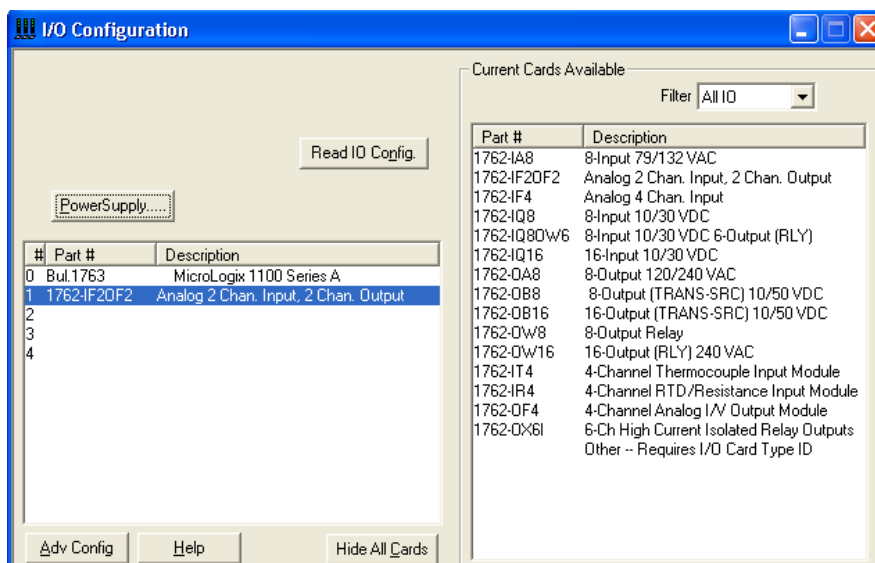 I/O Configuration
Read IO Config.
PowerSupply.....
# Part # Description
0 Bul.1763 MicroLogix 1100 Series A
1 1762-IF2OF2 Analog 2 Chan. Input, 2 Chan. Output
2
3
4
Adv Config Help Hide All Cards
Current Cards Available
Filter All IO
Part # Description
1762-IA8 8-Input 79/132 VAC
1762-IF2OF2 Analog 2 Chan. Input, 2 Chan. Output
1762-IF4 Analog 4 Chan. Input
1762-IQ8 8-Input 10/30 VDC
1762-IQ8OW6 8-Input 10/30 VDC 6-Output (RLY)
1762-IQ16 16-Input 10/30 VDC
1762-OA8 8-Output 120/240 VAC
1762-OB8 8-Output (TRANS-SRC) 10/50 VDC
1762-OB16 16-Output (TRANS-SRC) 10/50 VDC
1762-OW8 8-Output Relay
1762-OW16 16-Output (RLY) 240 VAC
1762-IT4 4-Channel Thermocouple Input Module
1762-IR4 4-Channel RTD/Resistance Input Module
1762-OF4 4-Channel Analog I/V Output Module
1762-OX6I 6-Ch High Current Isolated Relay Outputs
Other -- Requires I/O Card Type ID